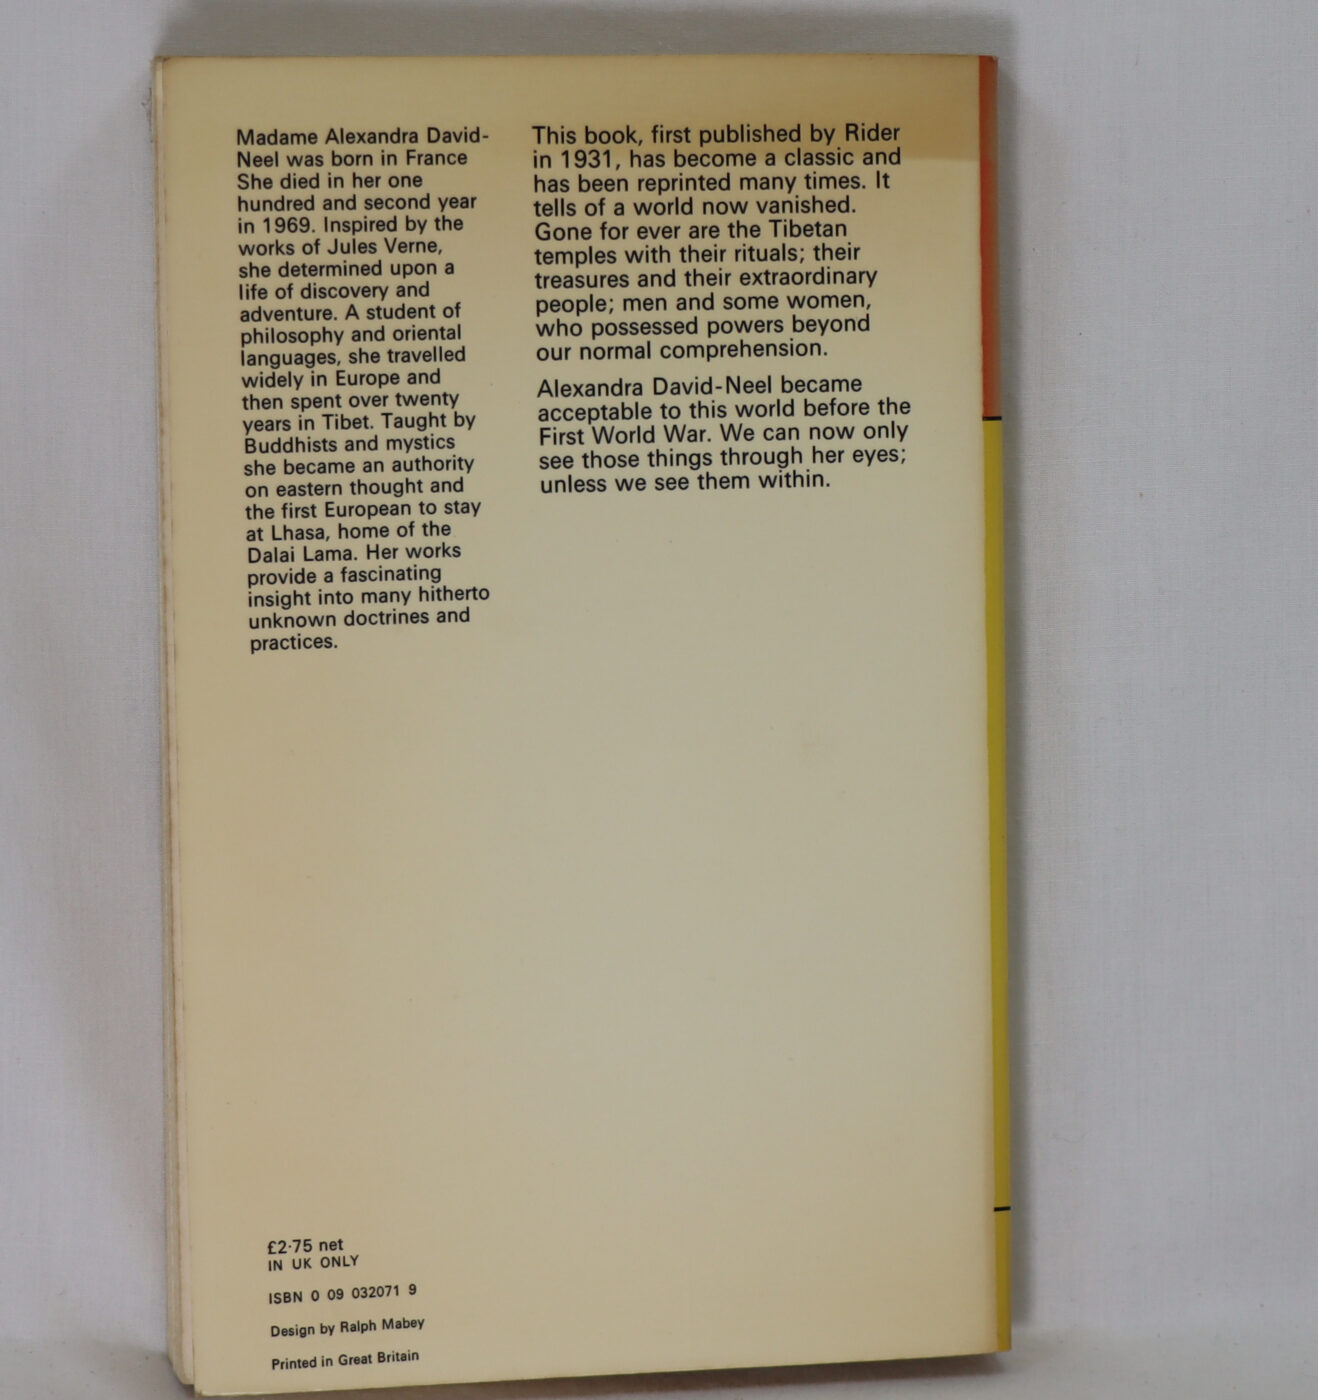 Madame Alexandra David-
Neel was born in France
She died in her one
hundred and second year
in 1969. Inspired by the
works of Jules Verne,
she determined upon a
life of discovery and
adventure. A student of
philosophy and oriental
languages, she travelled
widely in Europe and
then spent over twenty
years in Tibet. Taught by
Buddhists and mystics
she became an authority
on eastern thought and
the first European to stay
at Lhasa, home of the
Dalai Lama. Her works
provide a fascinating
insight into many hitherto
unknown doctrines and
practices.
This book, first published by Rider
in 1931, has become a classic and
has been reprinted many times. It
tells of a world now vanished.
Gone for ever are the Tibetan
temples with their rituals; their
treasures and their extraordinary
people; men and some women,
who possessed powers beyond
our normal comprehension.
Alexandra David-Neel became
acceptable to this world before the
First World War. We can now only
see those things through her eyes;
unless we see them within.
£2·75 net
IN UK ONLY
ISBN 0 09 032071 9
Design by Ralph Mabey
Printed in Great Britain